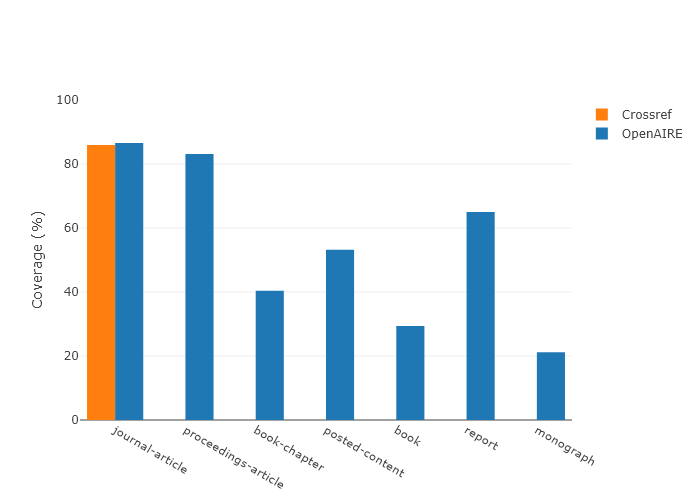 100
80
60
40
20
0
Coverage (%)
journal-article
proceedings-article
book-chapter
posted-content
book
report
monograph
Crossref
OpenAIRE